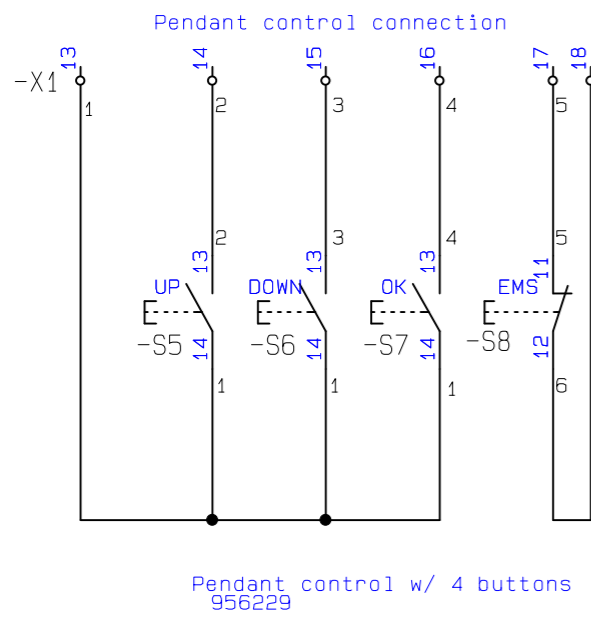 Pendant control connection
13 14 15 16 17 18
-X1
1 2 3 4 5 5
2 3 4 5
13 13 13 11
UP DOWN OK EMS
-S5 -S6 -S7 -S8
14 14 14 12
1 1 1 6
Pendant control w/ 4 buttons
956229